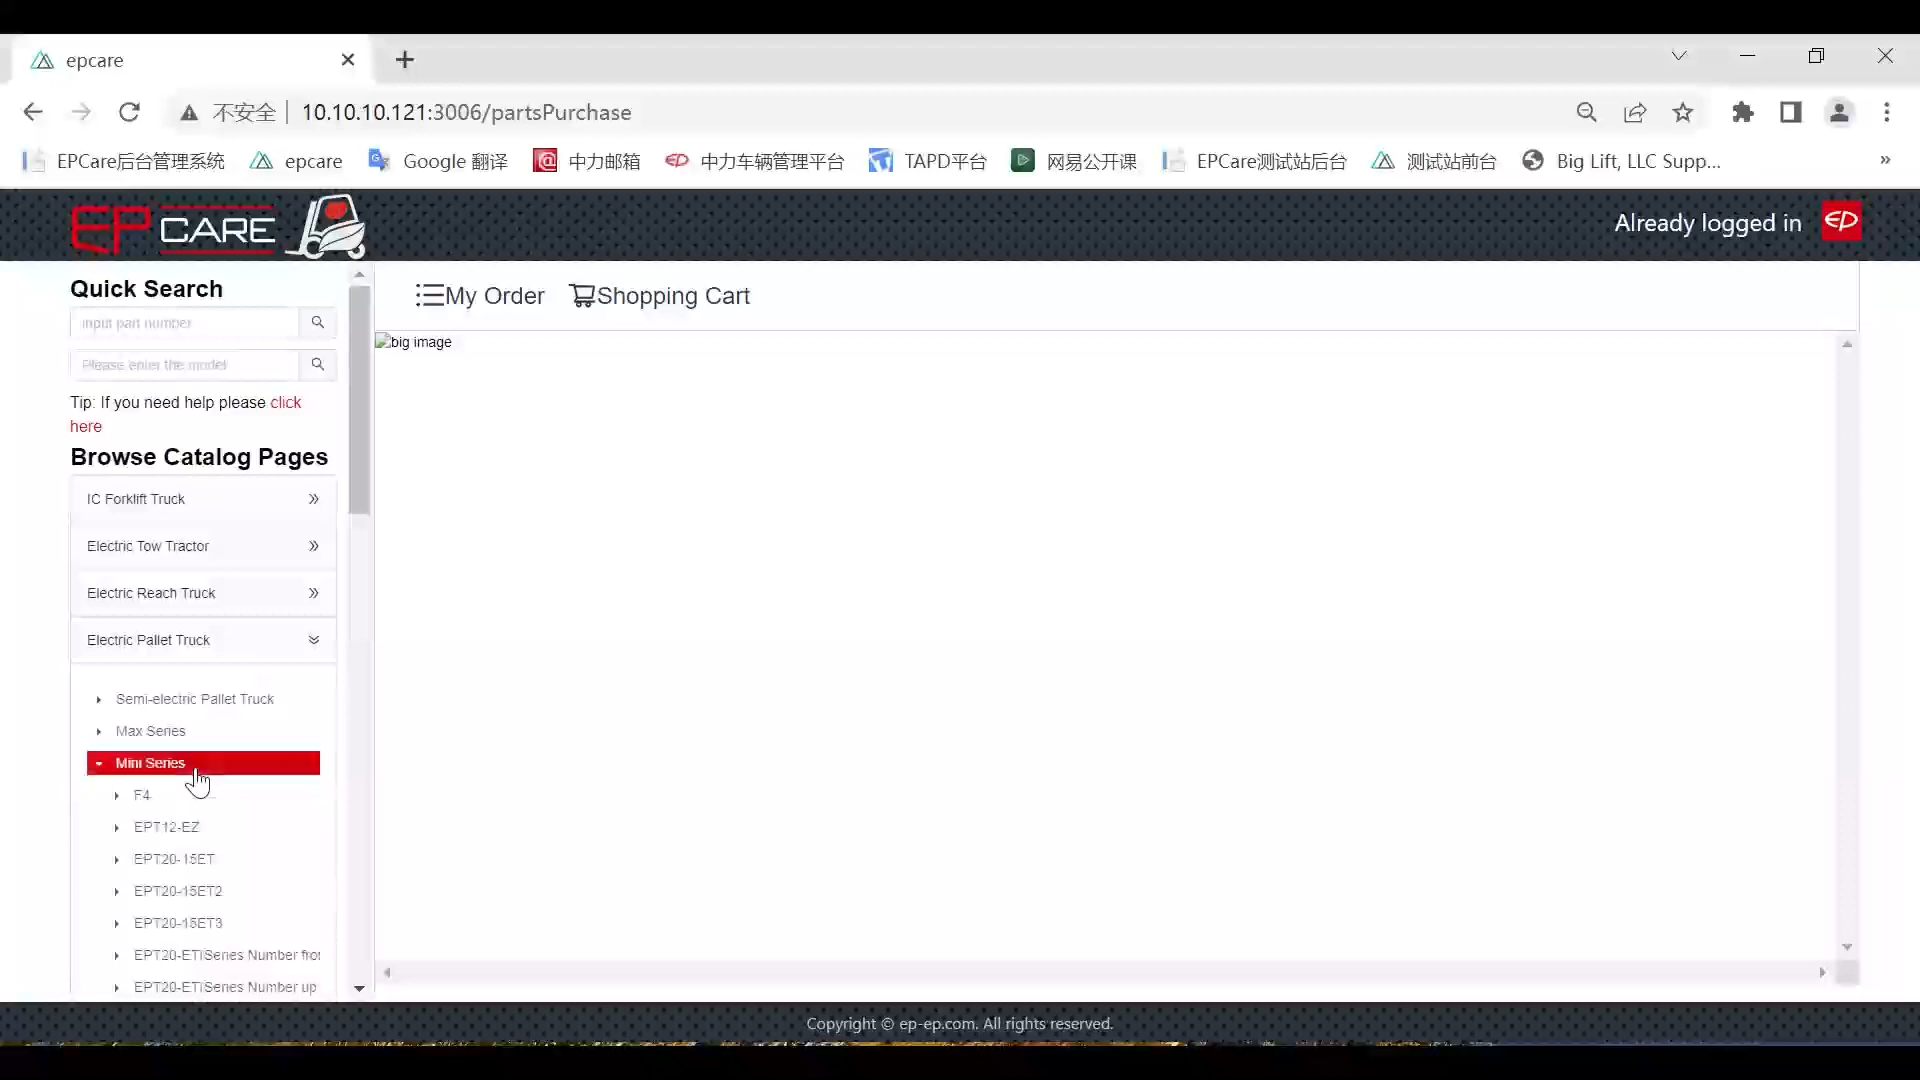 epcare
不安全 10.10.10.121:3006/partsPurchase
EPCare后台管理系统 epcare Google 翻译 中力邮箱 中力车辆管理平台 TAPD平台 网易公开课 EPCare测试站后台 测试站前台 Big Lift, LLC Supp... »
EP CARE
Already logged in
Quick Search
My Order Shopping Cart
input part number
big image
Please enter the model
Tip: If you need help please click
here
Browse Catalog Pages
IC Forklift Truck
Electric Tow Tractor
Electric Reach Truck
Electric Pallet Truck
Semi-electric Pallet Truck
Max Series
Mini Series
F4
EPT12-EZ
EPT20-15ET
EPT20-15ET2
EPT20-15ET3
EPT20-ET(Series Number fro
EPT20-ET(Series Number up
Copyright © ep-ep.com. All rights reserved.